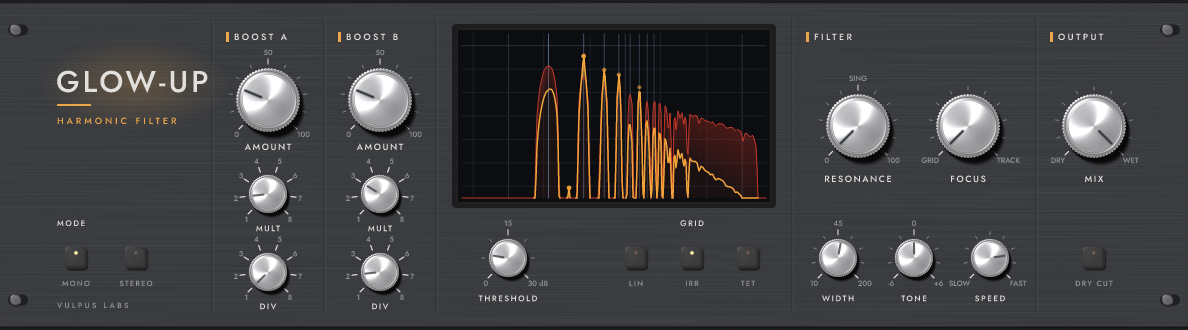 GLOW-UP
HARMONIC FILTER
MODE
MONO STEREO
VULPUS LABS
BOOST A
50
0 100
AMOUNT
1 2 3 4 5 6 7 8
MULT
1 2 3 4 5 6 7 8
DIV
BOOST B
50
0 100
AMOUNT
1 2 3 4 5 6 7 8
MULT
1 2 3 4 5 6 7 8
DIV
15
0 30 dB
THRESHOLD
GRID
LIN IRR TET
FILTER
SING
0 100
RESONANCE
GRID TRACK
FOCUS
45
10 200
WIDTH
0
-6 +6
TONE
SLOW FAST
SPEED
OUTPUT
DRY WET
MIX
DRY CUT